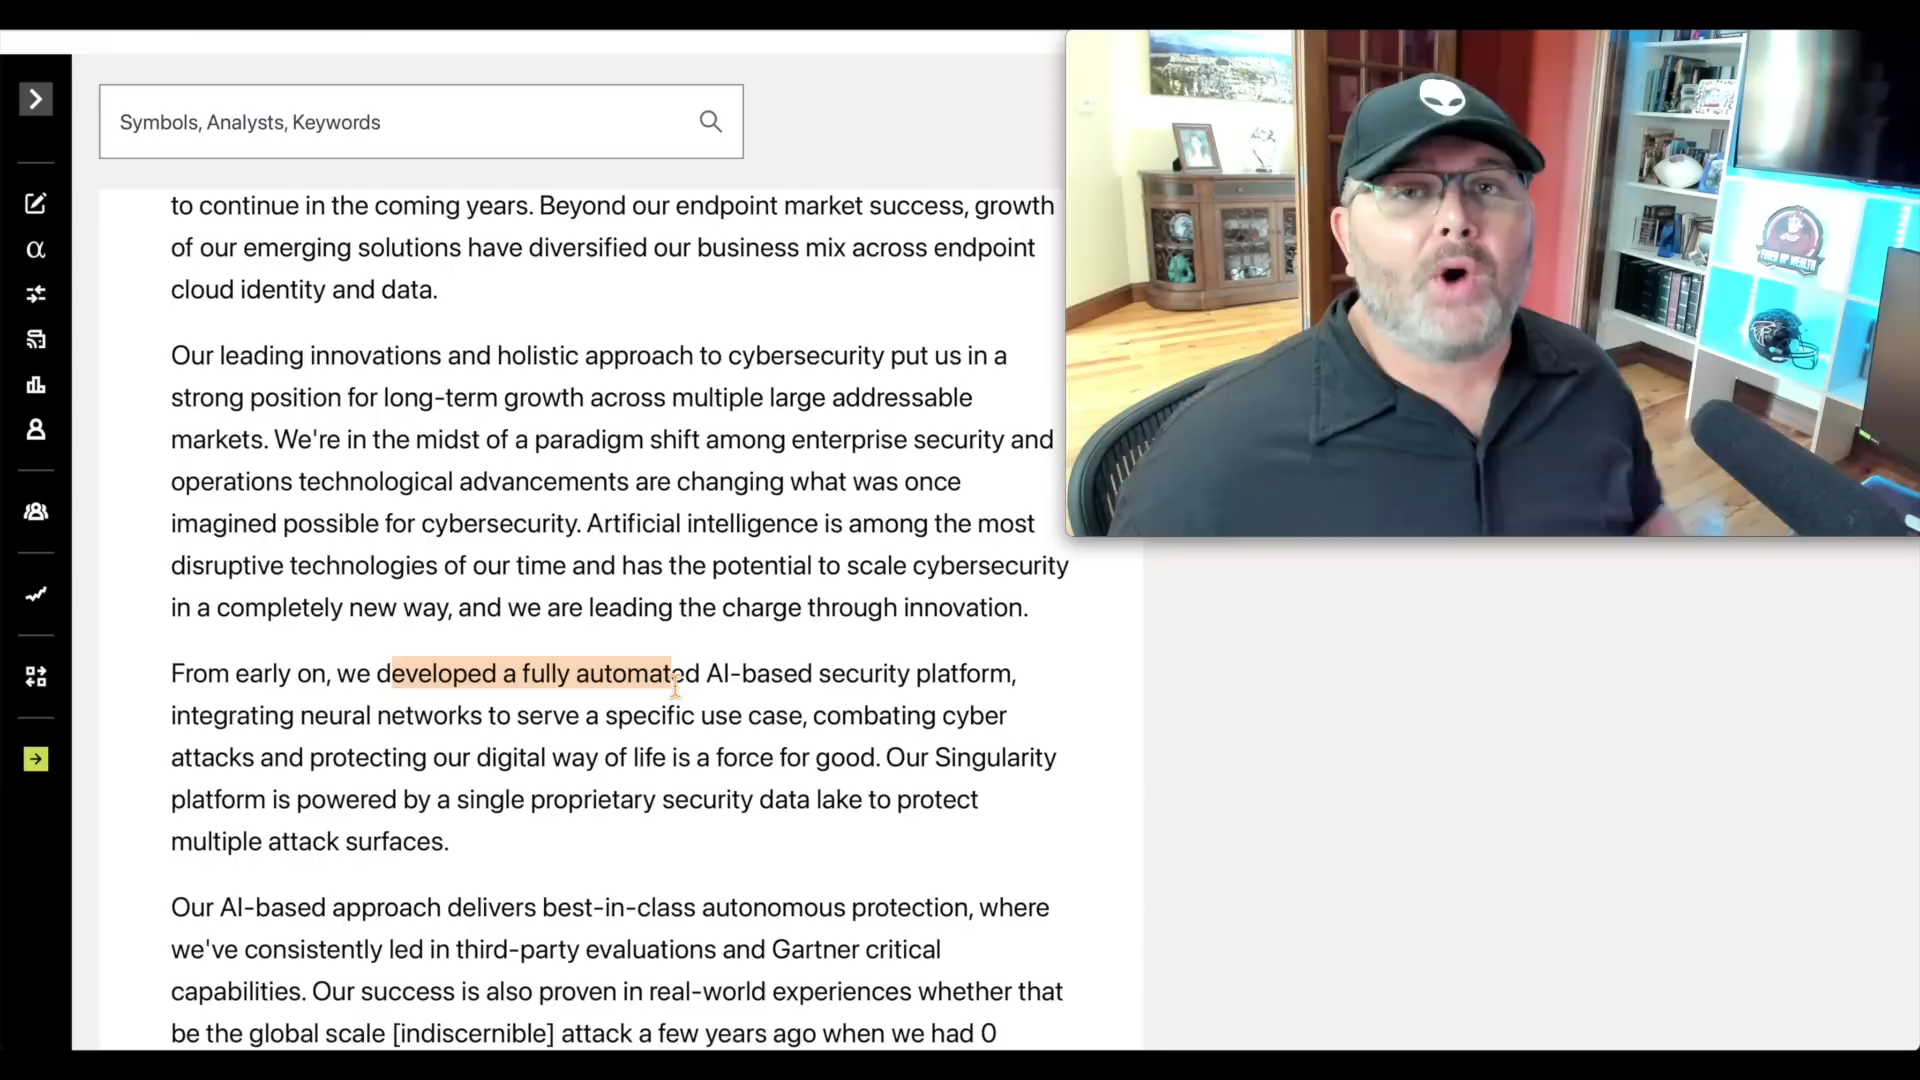 Symbols, Analysts, Keywords
to continue in the coming years. Beyond our endpoint market success, growth
of our emerging solutions have diversified our business mix across endpoint
cloud identity and data.
Our leading innovations and holistic approach to cybersecurity put us in a
strong position for long-term growth across multiple large addressable
markets. We're in the midst of a paradigm shift among enterprise security and
operations technological advancements are changing what was once
imagined possible for cybersecurity. Artificial intelligence is among the most
disruptive technologies of our time and has the potential to scale cybersecurity
in a completely new way, and we are leading the charge through innovation.
From early on, we developed a fully automated AI-based security platform,
integrating neural networks to serve a specific use case, combating cyber
attacks and protecting our digital way of life is a force for good. Our Singularity
platform is powered by a single proprietary security data lake to protect
multiple attack surfaces.
Our AI-based approach delivers best-in-class autonomous protection, where
we've consistently led in third-party evaluations and Gartner critical
capabilities. Our success is also proven in real-world experiences whether that
be the global scale [indiscernible] attack a few years ago when we had 0
FIRED UP WEALTH